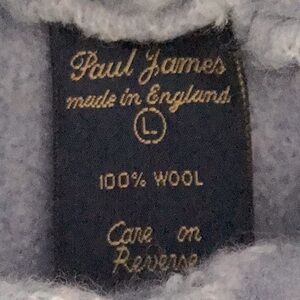 Paul James
made in England
L
100% WOOL
Care on
Reverse